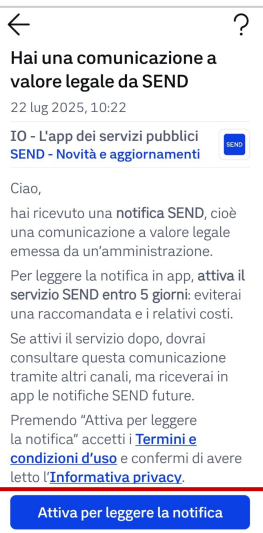 Hai una comunicazione a
valore legale da SEND
22 lug 2025, 10:22
IO - L'app dei servizi pubblici
SEND - Novità e aggiornamenti
SEND
Ciao,
hai ricevuto una notifica SEND, cioè
una comunicazione a valore legale
emessa da un'amministrazione.
Per leggere la notifica in app, attiva il
servizio SEND entro 5 giorni: eviterai
una raccomandata e i relativi costi.
Se attivi il servizio dopo, dovrai
consultare questa comunicazione
tramite altri canali, ma riceverai in
app le notifiche SEND future.
Premendo “Attiva per leggere
la notifica” accetti i Termini e
condizioni d'uso e confermi di avere
letto l'Informativa privacy.
Attiva per leggere la notifica